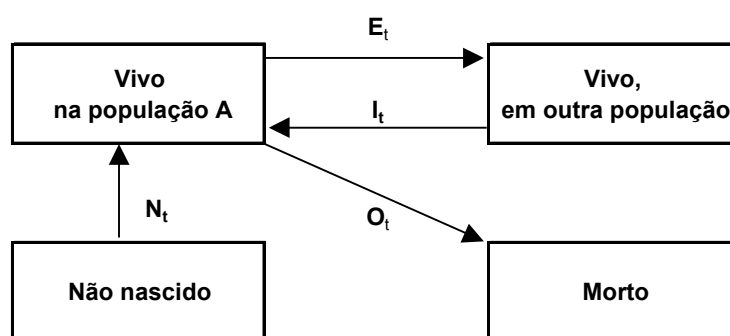 E_t
Vivo
na população A
Vivo,
em outra população
I_t
N_t
O_t
Não nascido
Morto